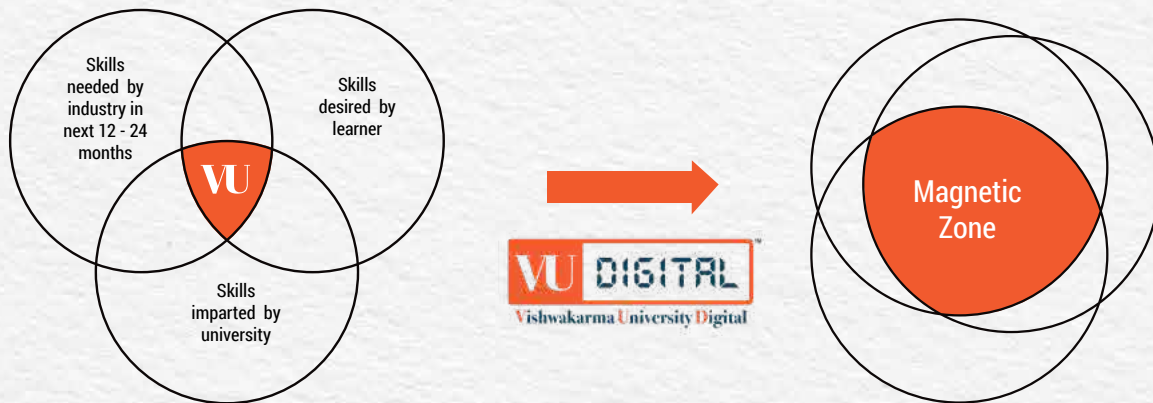 Skills
needed by
industry in
next 12 - 24
months
Skills
desired by
learner
VU
Skills
imparted by
university
VU DIGITAL™
Vishwakarma University Digital
Magnetic
Zone